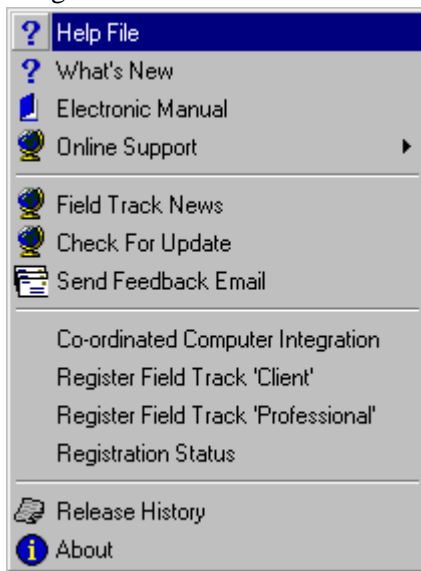 Help File
What's New
Electronic Manual
Online Support
Field Track News
Check For Update
Send Feedback Email
Co-ordinated Computer Integration
Register Field Track 'Client'
Register Field Track 'Professional'
Registration Status
Release History
About